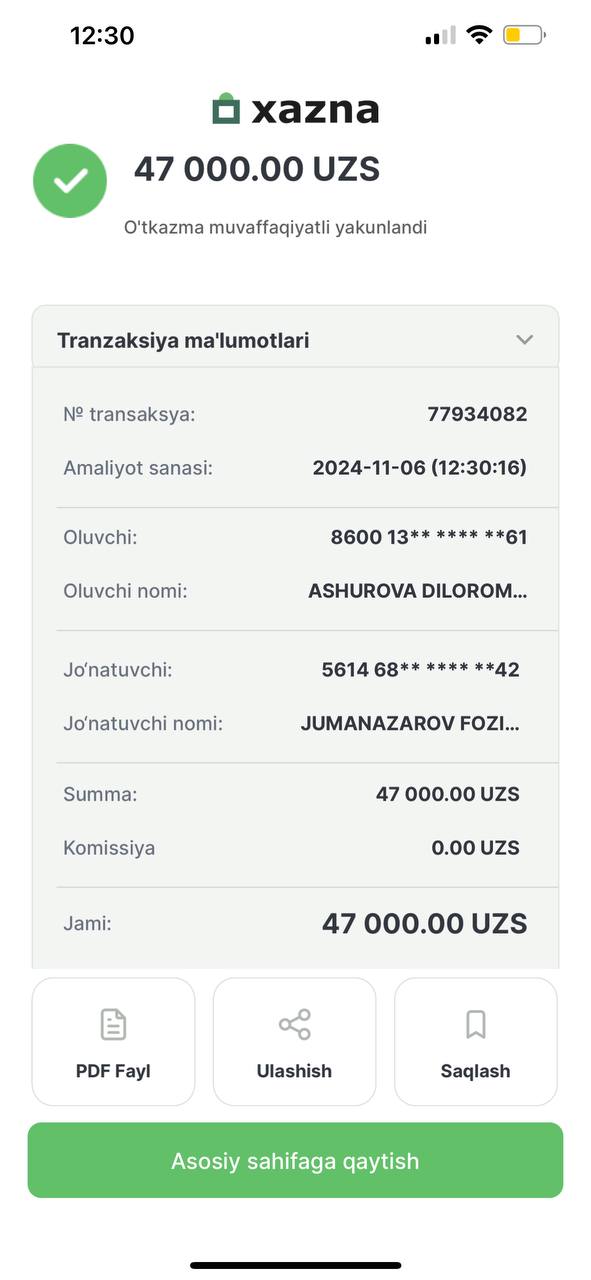 12:30
xazna
47 000.00 UZS
O'tkazma muvaffaqiyatli yakunlandi
Tranzaksiya ma'lumotlari
№ transaksya: 77934082
Amaliyot sanasi: 2024-11-06 (12:30:16)
Oluvchi: 8600 13** **** **61
Oluvchi nomi: ASHUROVA DILOROM...
Jo‘natuvchi: 5614 68** **** **42
Jo‘natuvchi nomi: JUMANAZAROV FOZI...
Summa: 47 000.00 UZS
Komissiya 0.00 UZS
Jami: 47 000.00 UZS
PDF Fayl Ulashish Saqlash
Asosiy sahifaga qaytish